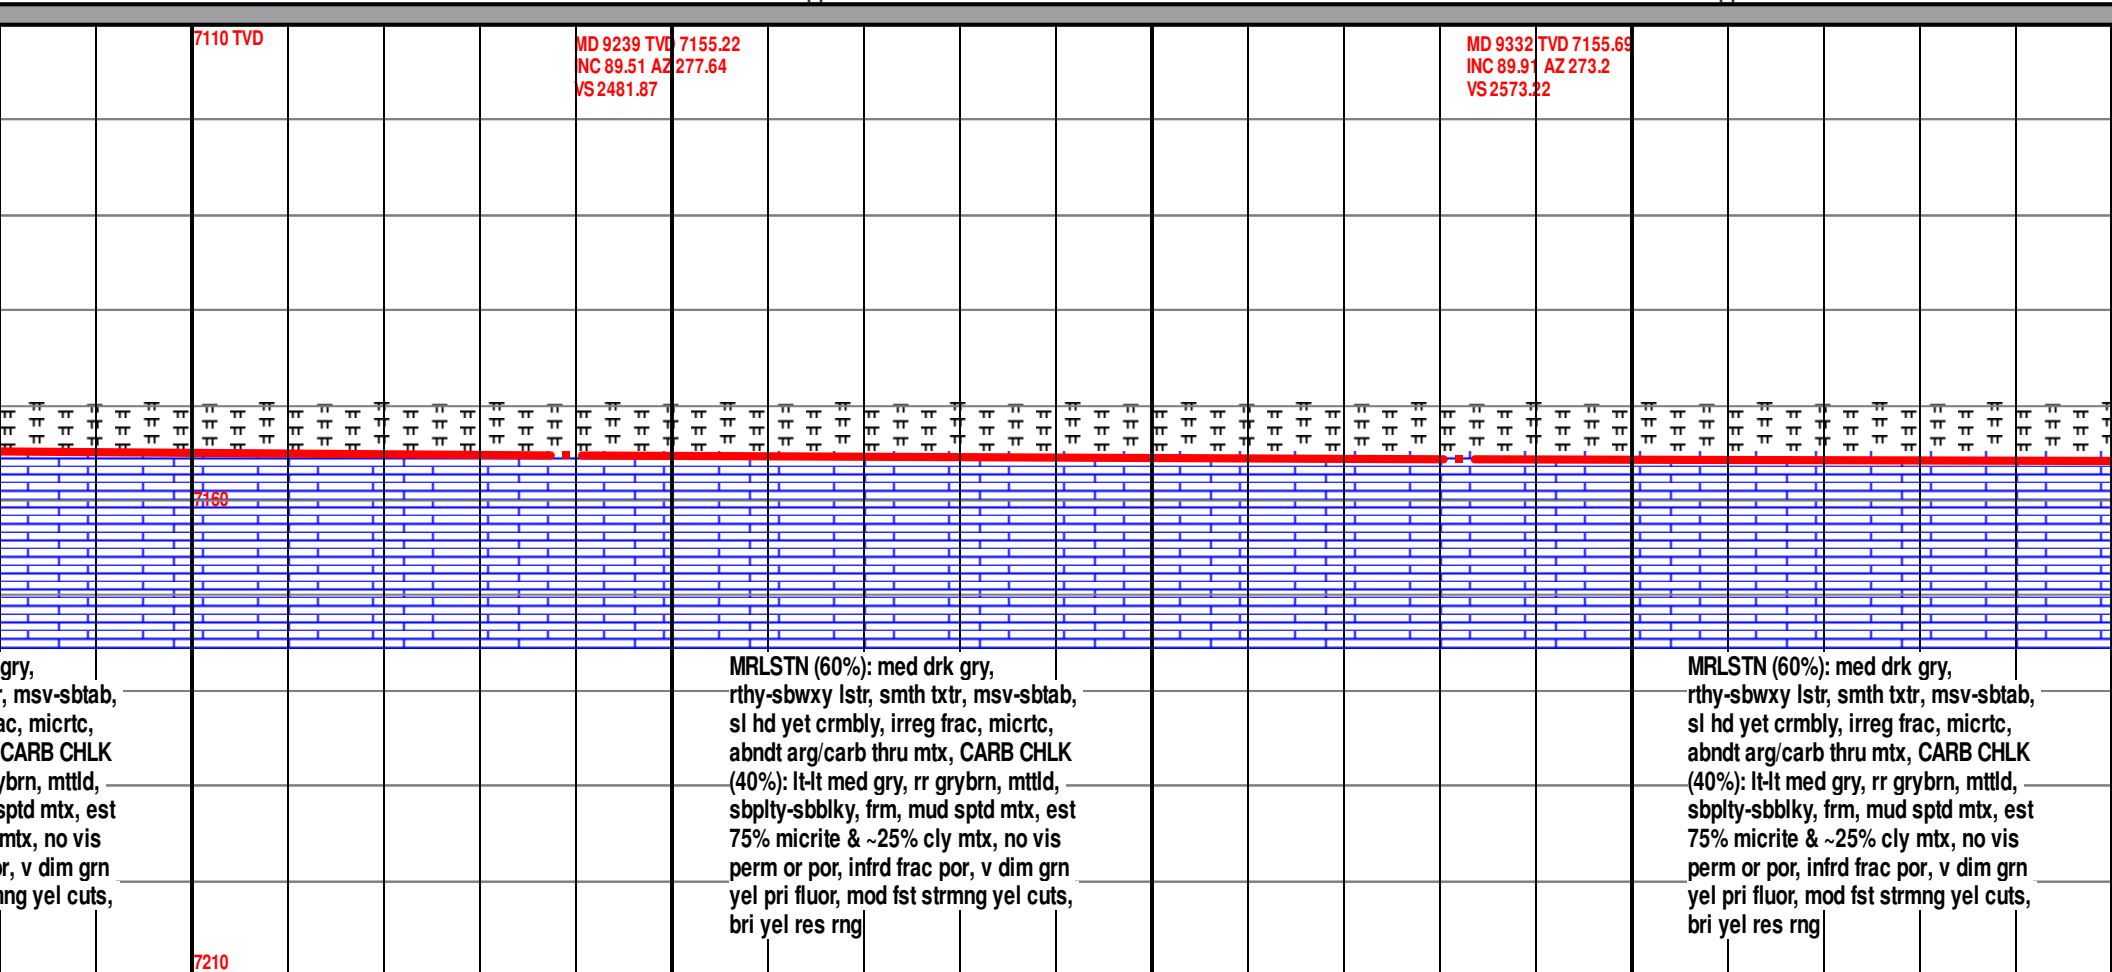 7110 TVD
MD 9239 TVD 7155.22
INC 89.51 AZ 277.64
VS 2481.87
MD 9332 TVD 7155.69
INC 89.91 AZ 273.2
VS 2573.22
7160
gry,
, msv-sbtab,
ac, micrtc,
CARB CHLK
ybrn, mttld,
sptd mtx, est
mtx, no vis
or, v dim grn
mng yel cuts,
MRLSTN (60%): med drk gry,
rthy-sbwxy lstr, smth txtr, msv-sbtab,
sl hd yet crmbly, irreg frac, micrtc,
abndt arg/carb thru mtx, CARB CHLK
(40%): lt-lt med gry, rr grybrn, mttld,
sbplty-sbblky, frm, mud sptd mtx, est
75% micrite & ~25% cly mtx, no vis
perm or por, infrd frac por, v dim grn
yel pri fluor, mod fst strmng yel cuts,
bri yel res rng
MRLSTN (60%): med drk gry,
rthy-sbwxy lstr, smth txtr, msv-sbtab,
sl hd yet crmbly, irreg frac, micrtc,
abndt arg/carb thru mtx, CARB CHLK
(40%): lt-lt med gry, rr grybrn, mttld,
sbplty-sbblky, frm, mud sptd mtx, est
75% micrite & ~25% cly mtx, no vis
perm or por, infrd frac por, v dim grn
yel pri fluor, mod fst strmng yel cuts,
bri yel res rng
7210